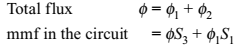 Total flux ϕ = ϕ₁ + ϕ₂
mmf in the circuit = ϕS₃ + ϕ₁S₁